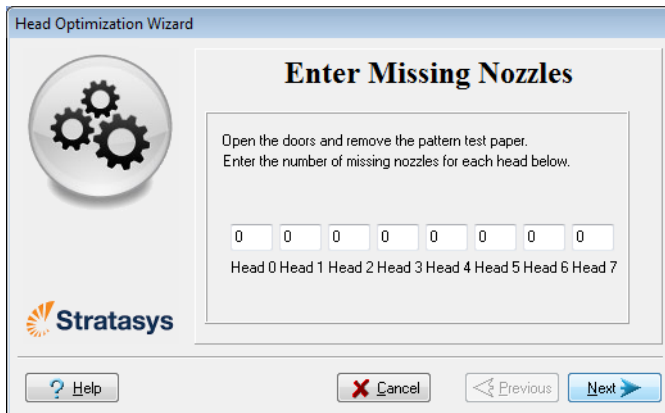 Head Optimization Wizard
Enter Missing Nozzles
Open the doors and remove the pattern test paper.
Enter the number of missing nozzles for each head below.
0 0 0 0 0 0 0 0
Head 0 Head 1 Head 2 Head 3 Head 4 Head 5 Head 6 Head 7
Stratasys
? Help Cancel Previous Next